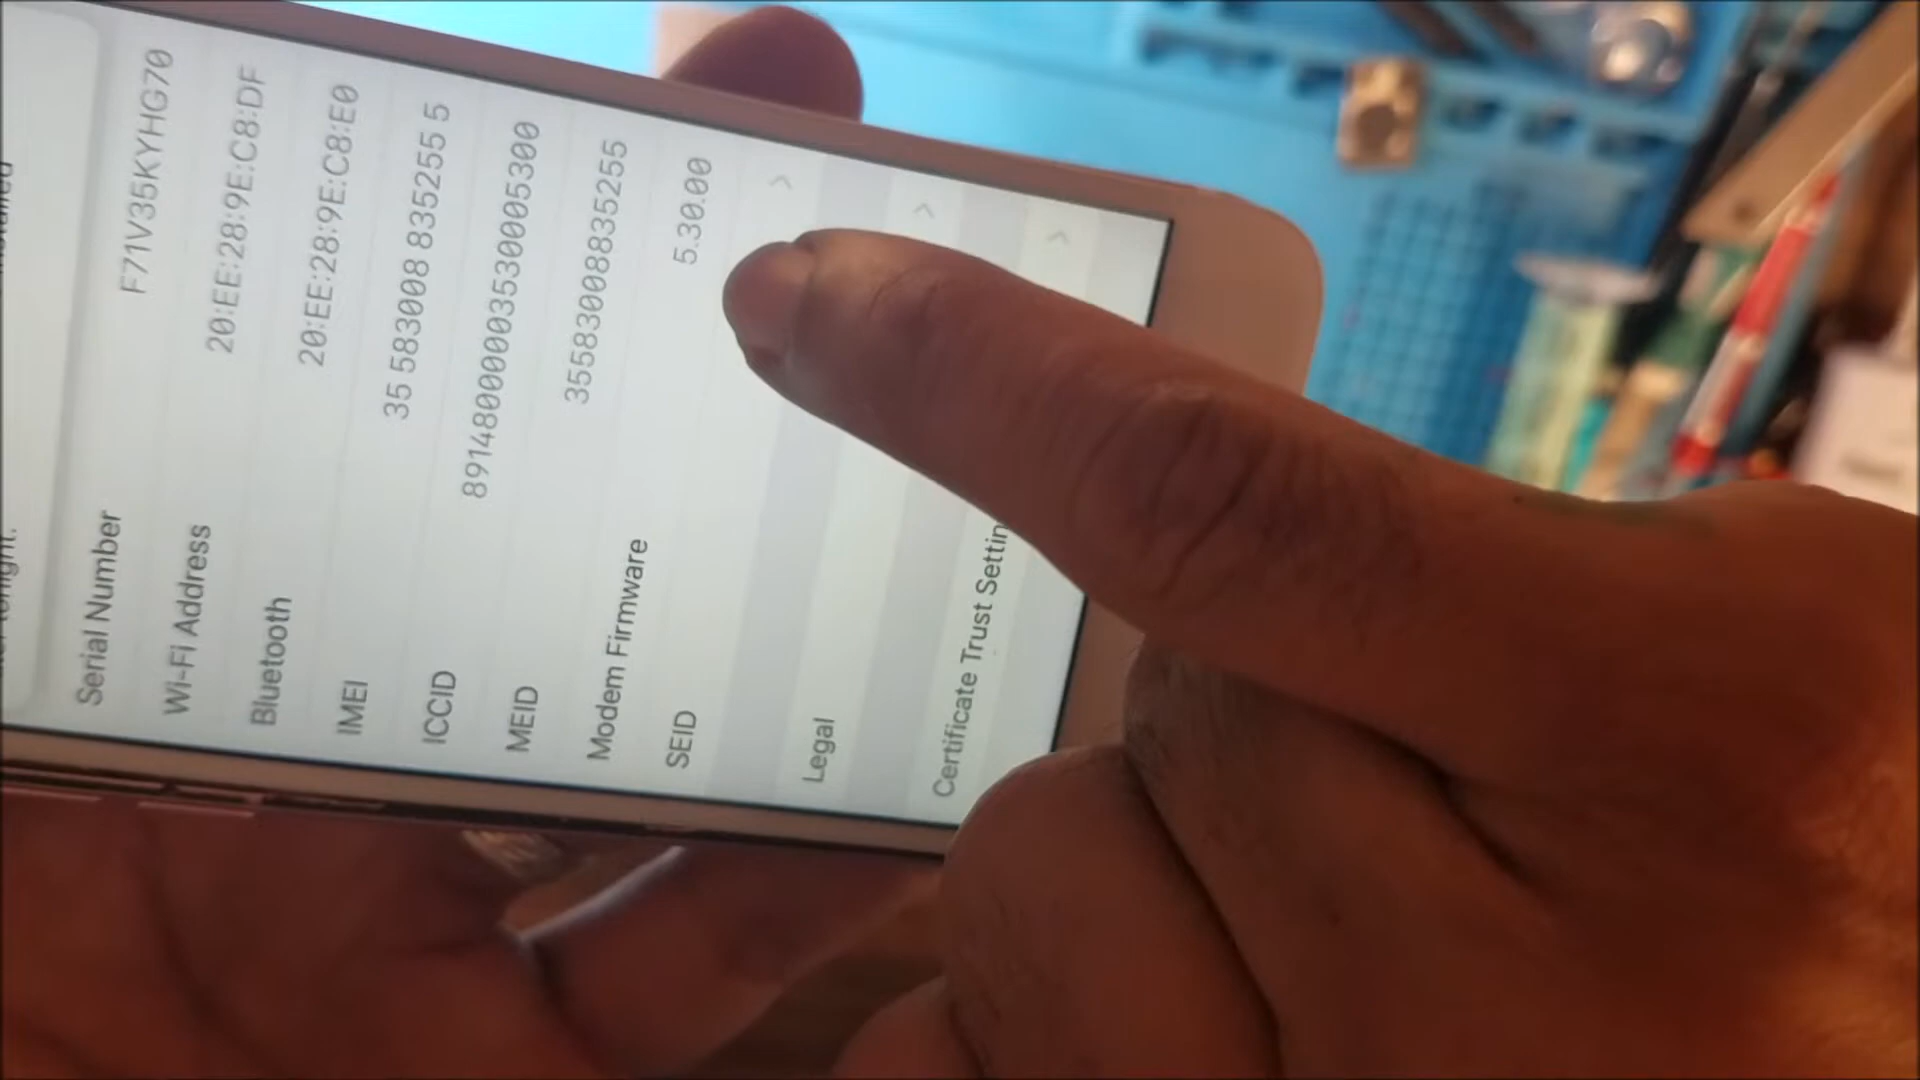 Serial Number F71V35KYHG70
Wi-Fi Address 20:EE:28:9E:C8:DF
Bluetooth 20:EE:28:9E:C8:E0
IMEI 35 583008 835255 5
ICCID 89148000003530005300
MEID 35583008835255
Modem Firmware 5.30.00
SEID
Legal
Certificate Trust Settin